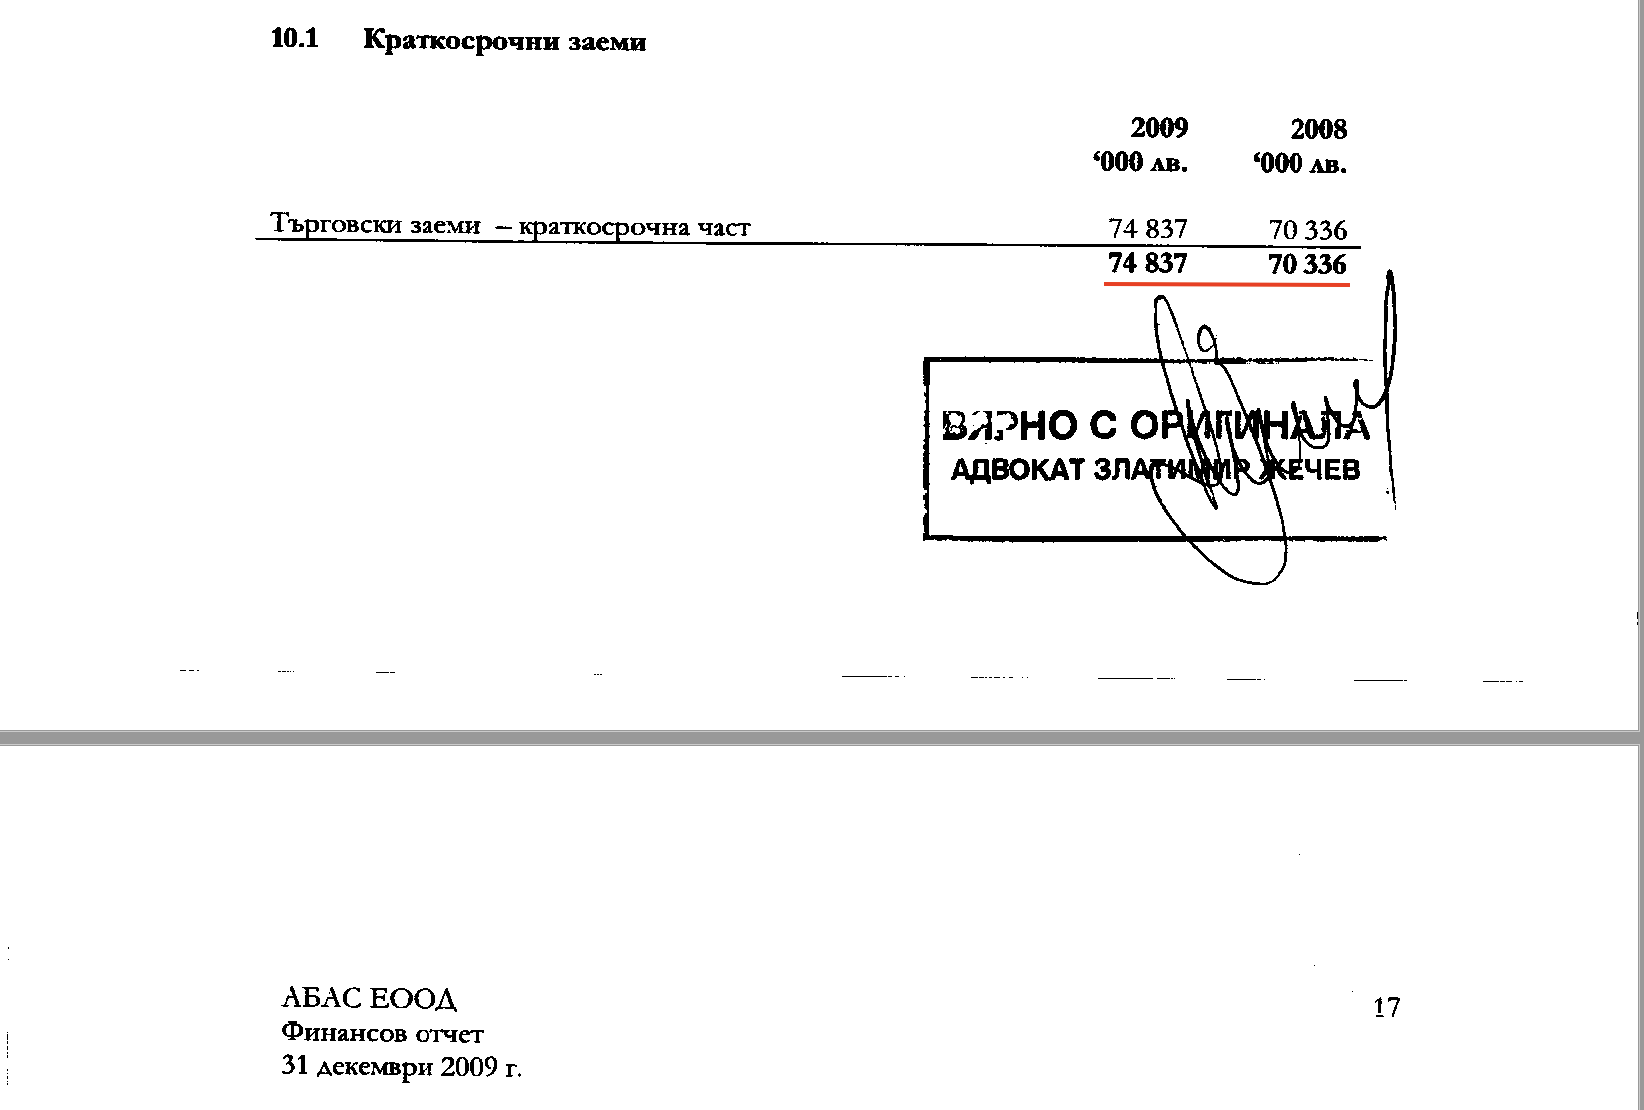 10.1 Краткосрочни заеми
2009 2008
‘000 лв. ‘000 лв.
Търговски заеми – краткосрочна част 74 837 70 336
74 837 70 336
ВЯРНО С ОРИГИНАЛА
АДВОКАТ ЗЛАТИМИР ЖЕЧЕВ
АБАС ЕООД 17
Финансов отчет
31 декември 2009 г.